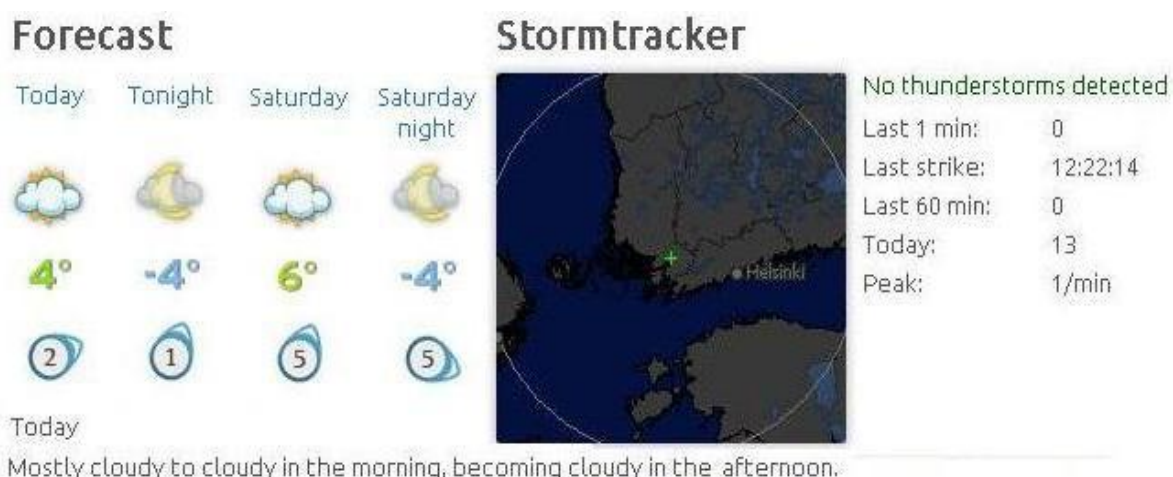 Forecast
Today Tonight Saturday Saturday night
4° -4° 6° -4°
2 1 5 5
Today
Mostly cloudy to cloudy in the morning, becoming cloudy in the afternoon.
Stormtracker
Helsinki
No thunderstorms detected
Last 1 min: 0
Last strike: 12:22:14
Last 60 min: 0
Today: 13
Peak: 1/min